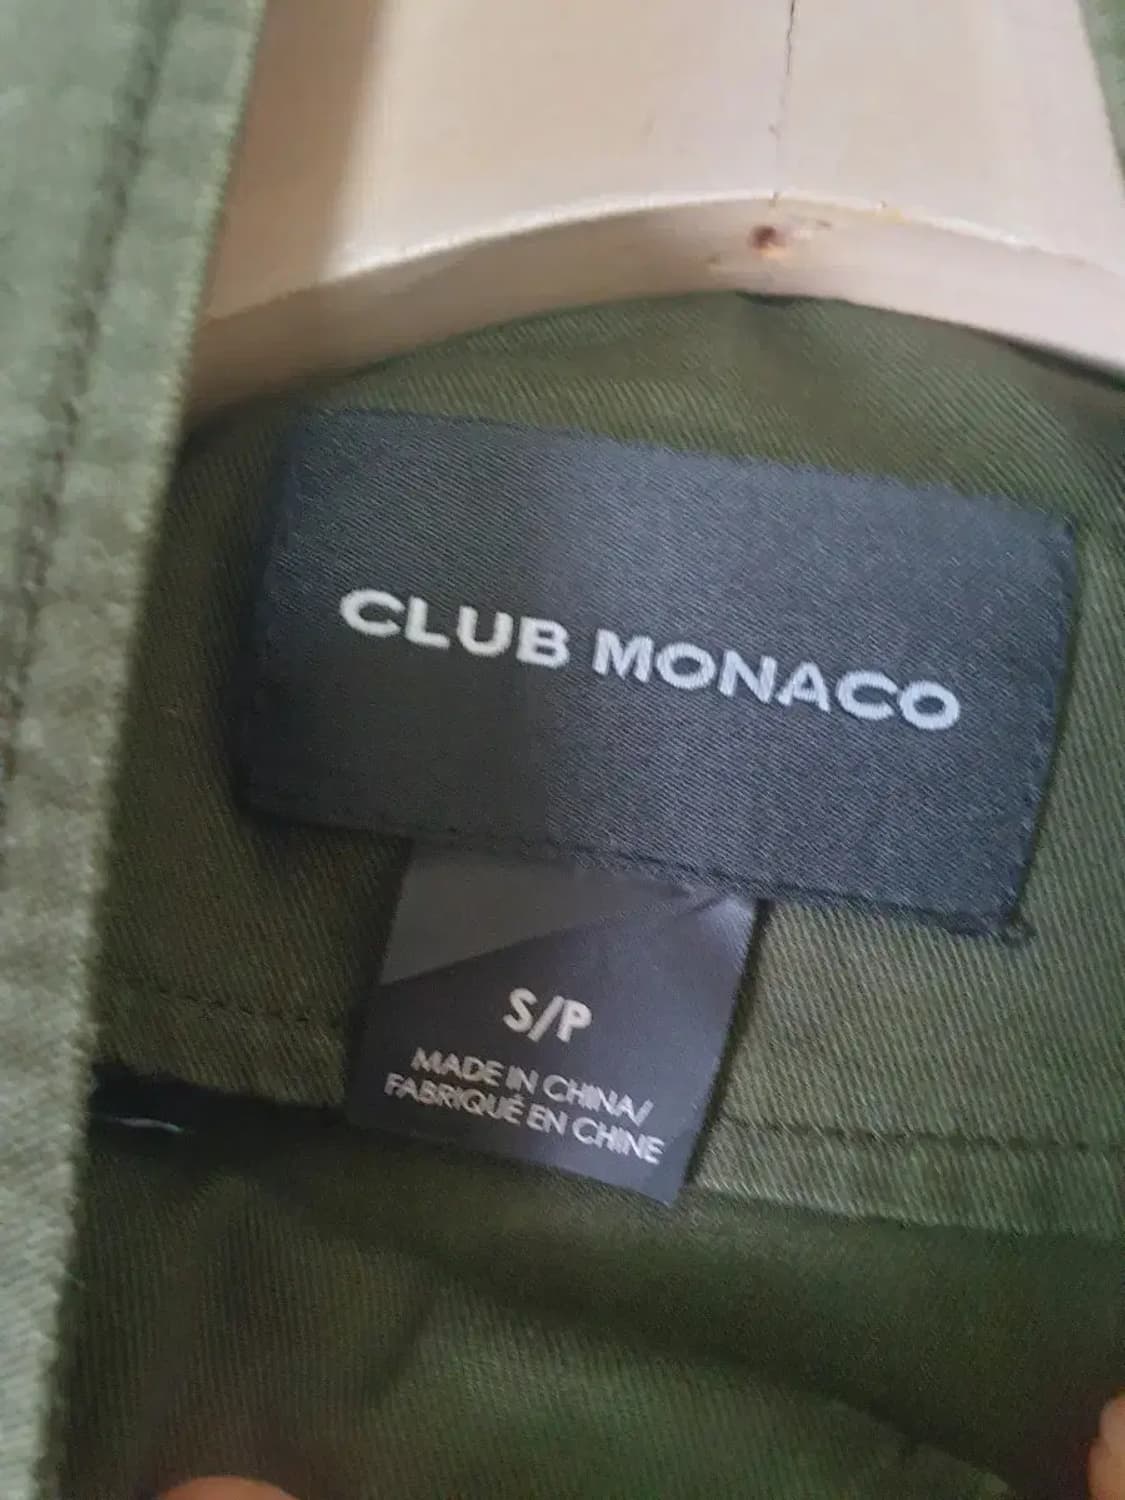 CLUB MONACO
S/P
MADE IN CHINA/
FABRIQUÉ EN CHINE